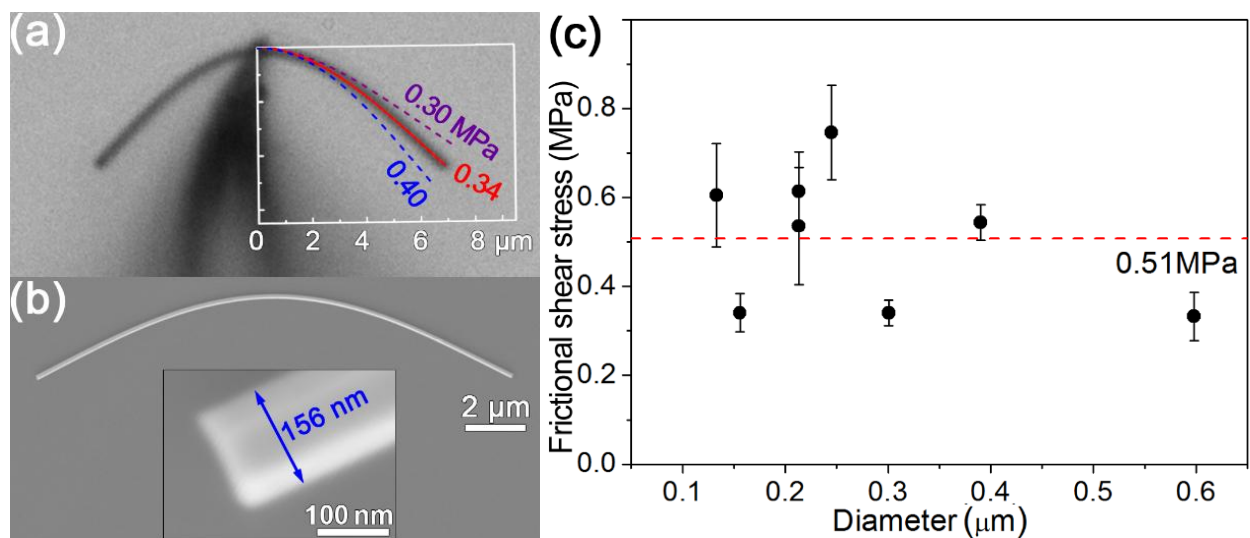 (a)
0.30 MPa
0.34
0.40
0 2 4 6 8 μm
(b)
156 nm
2 μm
100 nm
(c)
Frictional shear stress (MPa)
0.8
0.6
0.4
0.2
0.0
0.51MPa
0.1 0.2 0.3 0.4 0.5 0.6
Diameter (μm)